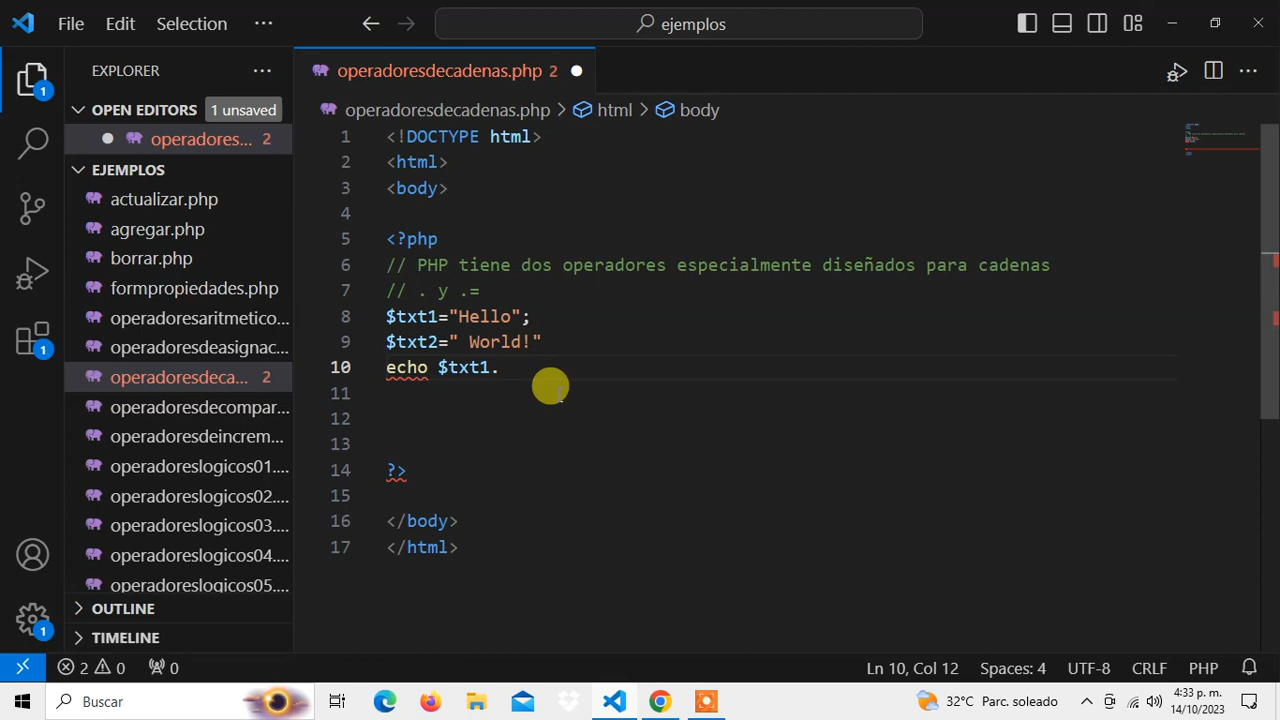 File Edit Selection ··· ejemplos
EXPLORER ···
OPEN EDITORS 1 unsaved
operadores... 2
EJEMPLOS
actualizar.php
agregar.php
borrar.php
formpropiedades.php
operadoresaritmetico...
operadoresdeasignac...
operadoresdeca... 2
operadoresdecompar...
operadoresdeincrem...
operadoreslogicos01....
operadoreslogicos02....
operadoreslogicos03....
operadoreslogicos04....
operadoreslogicos05....
OUTLINE
TIMELINE
1
1
1
operadoresdecadenas.php 2
operadoresdecadenas.php > html > body
1 <!DOCTYPE html>
2 <html>
3 <body>
4
5 <?php
6 // PHP tiene dos operadores especialmente diseñados para cadenas
7 // . y .=
8 $txt1="Hello";
9 $txt2=" World!"
10 echo $txt1.
11
12
13
14 ?>
15
16 </body>
17 </html>
2 0 0 Ln 10, Col 12 Spaces: 4 UTF-8 CRLF PHP
Buscar 32°C Parc. soleado 4:33 p. m.
14/10/2023